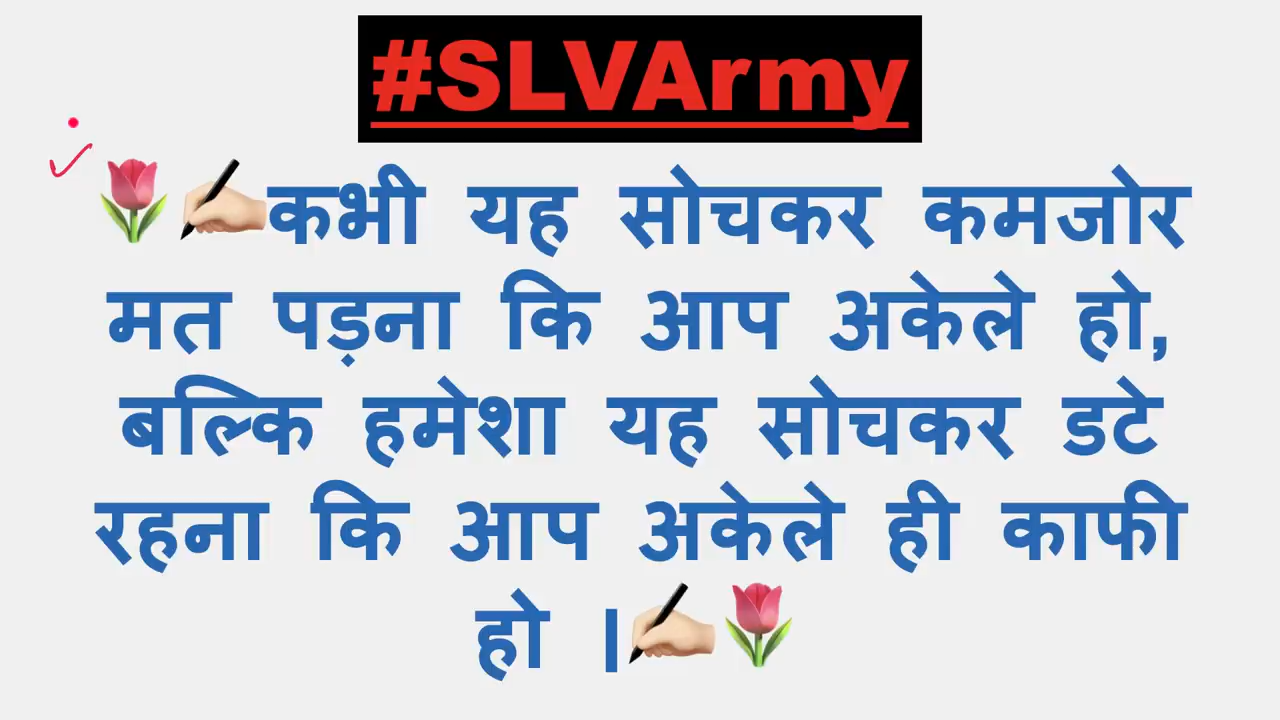 #SLVArmy
🌷✍🏻कभी यह सोचकर कमजोर
मत पड़ना कि आप अकेले हो,
बल्कि हमेशा यह सोचकर डटे
रहना कि आप अकेले ही काफी
हो ।✍🏻🌷